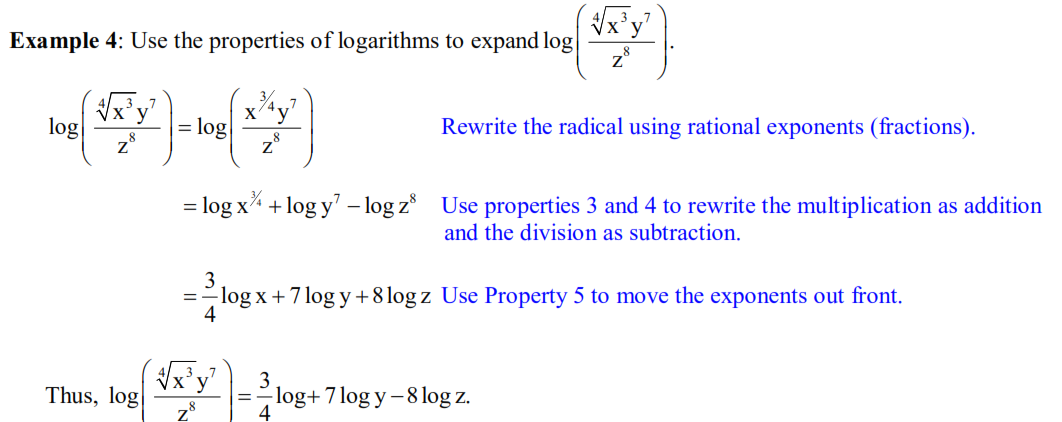 Example 4: Use the properties of logarithms to expand log(∜x³ y⁷ / z⁸).
log(∜x³ y⁷ / z⁸) = log(x^¾ y⁷ / z⁸) Rewrite the radical using rational exponents (fractions).
= log x^¾ + log y⁷ − log z⁸ Use properties 3 and 4 to rewrite the multiplication as addition
and the division as subtraction.
= 3/4 log x + 7 log y + 8 log z Use Property 5 to move the exponents out front.
Thus, log(∜x³ y⁷ / z⁸) = 3/4 log+ 7 log y − 8 log z.